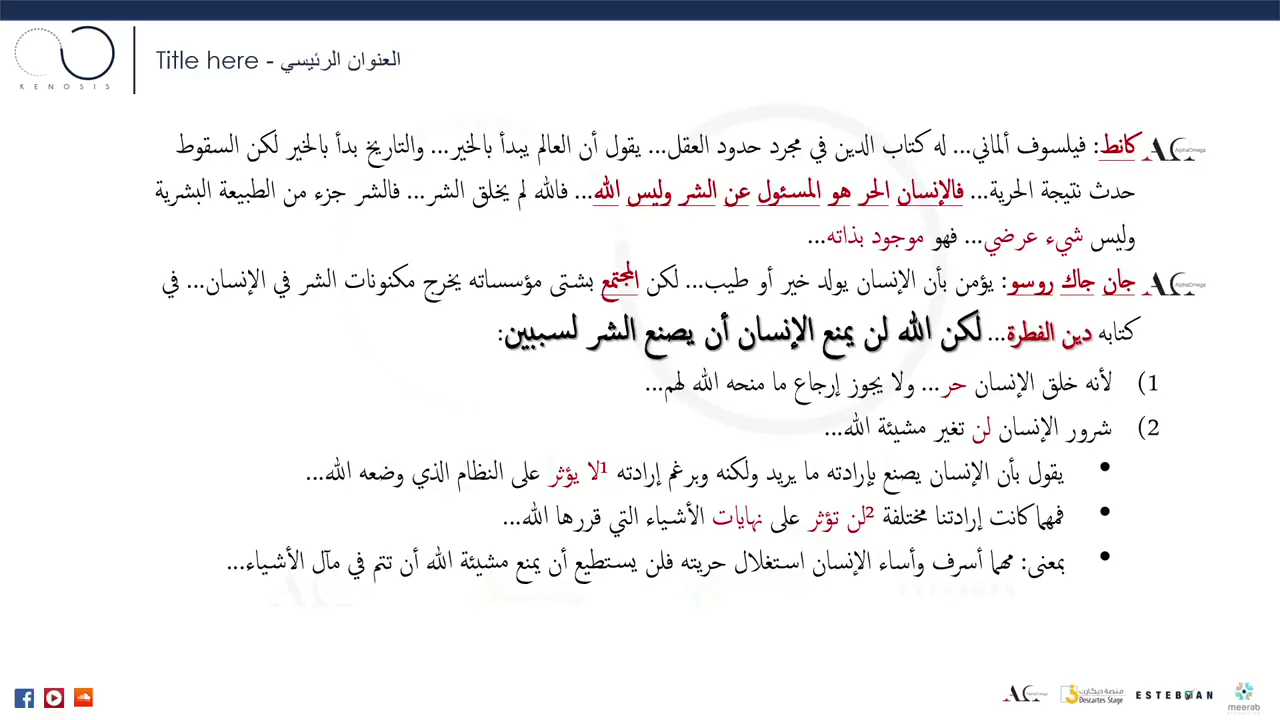 KENOSIS
Title here - العنوان الرئيسي
كانط: فيلسوف ألماني... له كتاب الدين في مجرد حدود العقل... يقول أن العالم يبدأ بالخير... والتاريخ بدأ بالخير لكن السقوط
حدث نتيجة الحرية... فالإنسان الحر هو المسئول عن الشر وليس الله... فالله لم يخلق الشر... فالشر جزء من الطبيعة البشرية
وليس شيء عرضي... فهو موجود بذاته...
جان جاك روسو: يؤمن بأن الإنسان يولد خير أو طيب... لكن المجتمع بشتى مؤسساته يخرج مكنونات الشر في الإنسان... في
كتابه دين الفطرة... لكن الله لن يمنع الإنسان أن يصنع الشر لسببين:
1) لأنه خلق الإنسان حر... ولا يجوز إرجاع ما منحه الله لهم...
2) شرور الإنسان لن تغير مشيئة الله...
• يقول بأن الإنسان يصنع بإرادته ما يريد ولكنه وبرغم إرادته ¹لا يؤثر على النظام الذي وضعه الله...
• فمهما كانت إرادتنا مختلفة ²لن تؤثر على نهايات الأشياء التي قررها الله...
• بمعنى: مهما أسرف وأساء الإنسان استغلال حريته فلن يستطيع أن يمنع مشيئة الله أن تتم في مآل الأشياء...
AlphaOmega
منصة ديكارت
Descartes Stage
ESTEBVAN
meerab